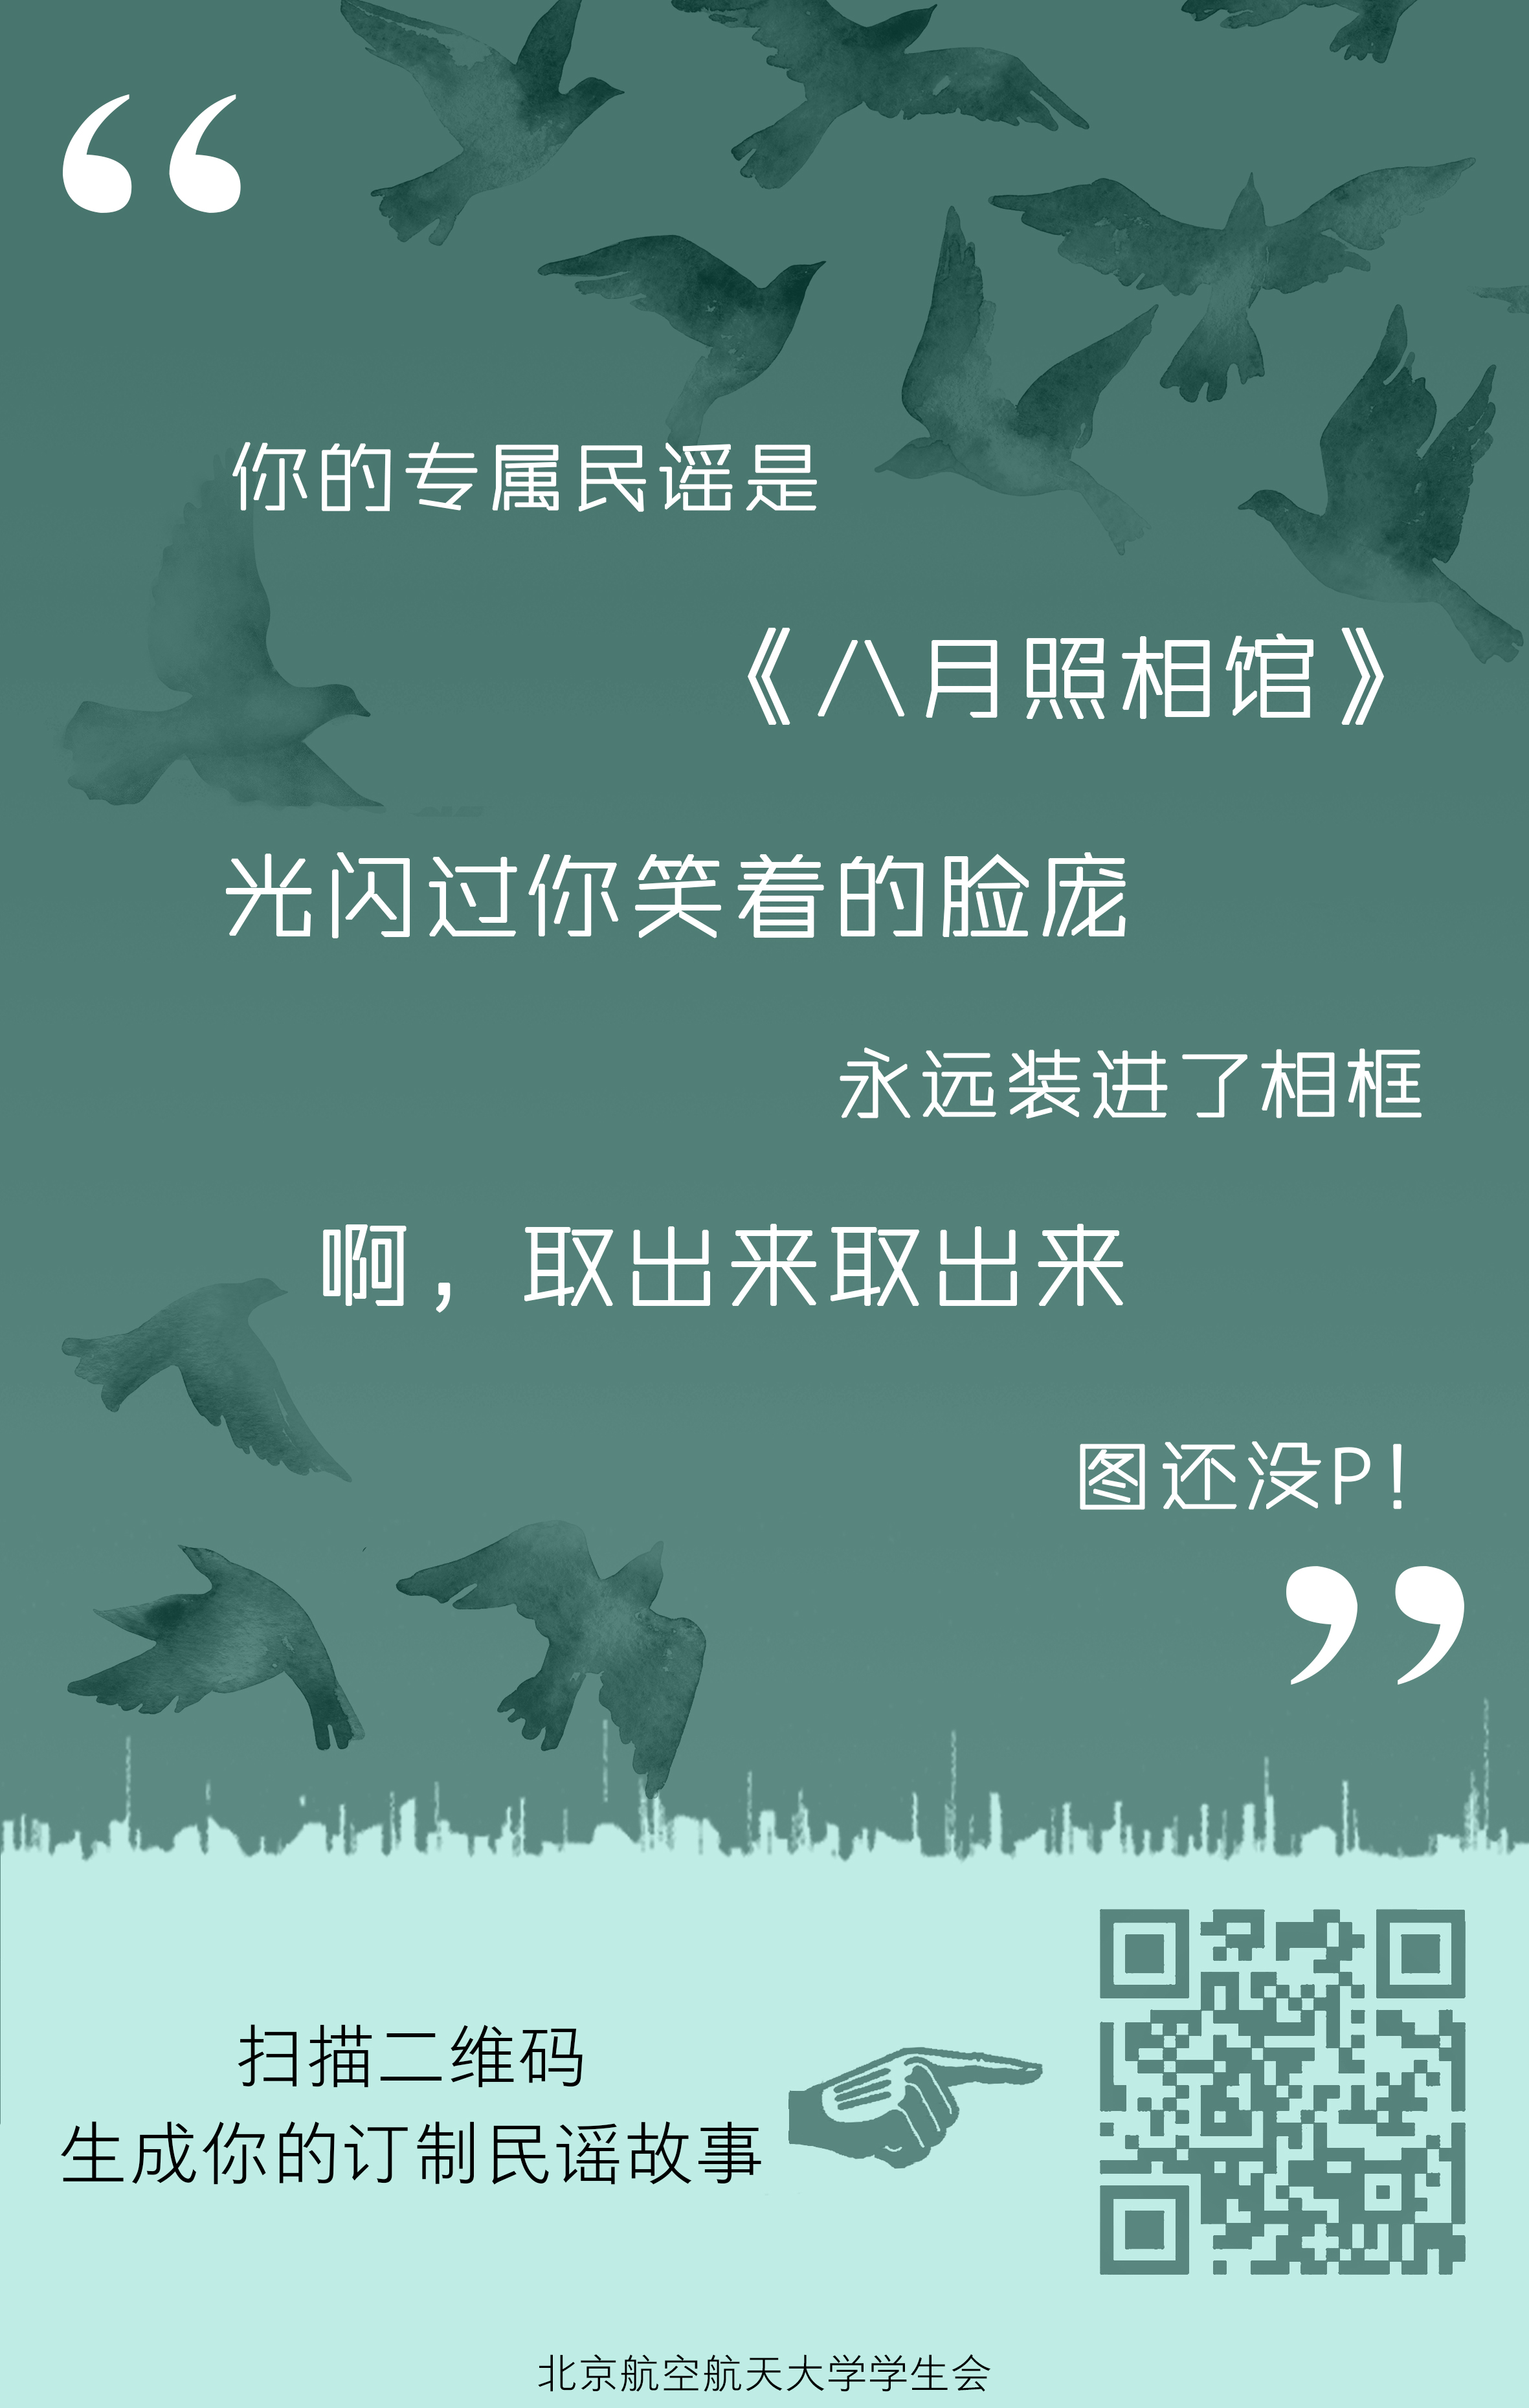 “
你的专属民谣是
《八月照相馆》
光闪过你笑着的脸庞
永远装进了相框
啊，取出来取出来
图还没P!
”
扫描二维码
生成你的订制民谣故事
北京航空航天大学学生会